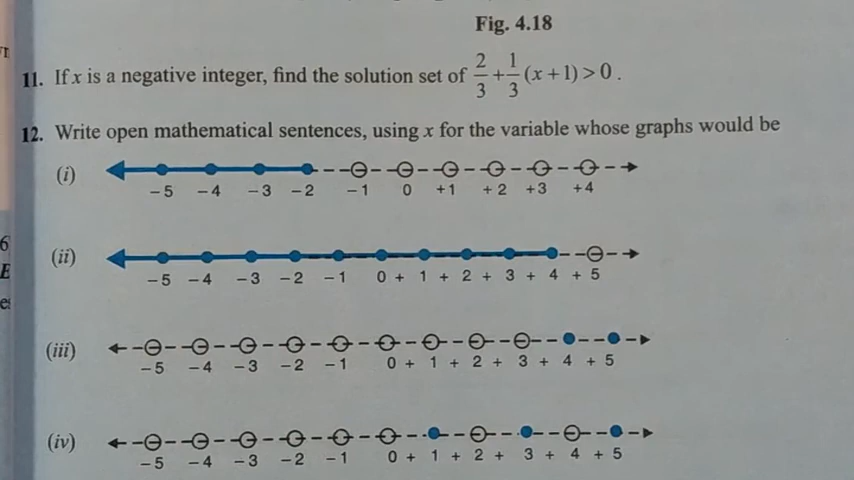 Fig. 4.18
11. If x is a negative integer, find the solution set of 2/3 + 1/3 (x + 1) > 0 .
12. Write open mathematical sentences, using x for the variable whose graphs would be
(i)
– 5 – 4 – 3 – 2 – 1 0 + 1 + 2 + 3 + 4
(ii)
– 5 – 4 – 3 – 2 – 1 0 + 1 + 2 + 3 + 4 + 5
(iii)
– 5 – 4 – 3 – 2 – 1 0 + 1 + 2 + 3 + 4 + 5
(iv)
– 5 – 4 – 3 – 2 – 1 0 + 1 + 2 + 3 + 4 + 5
6
E